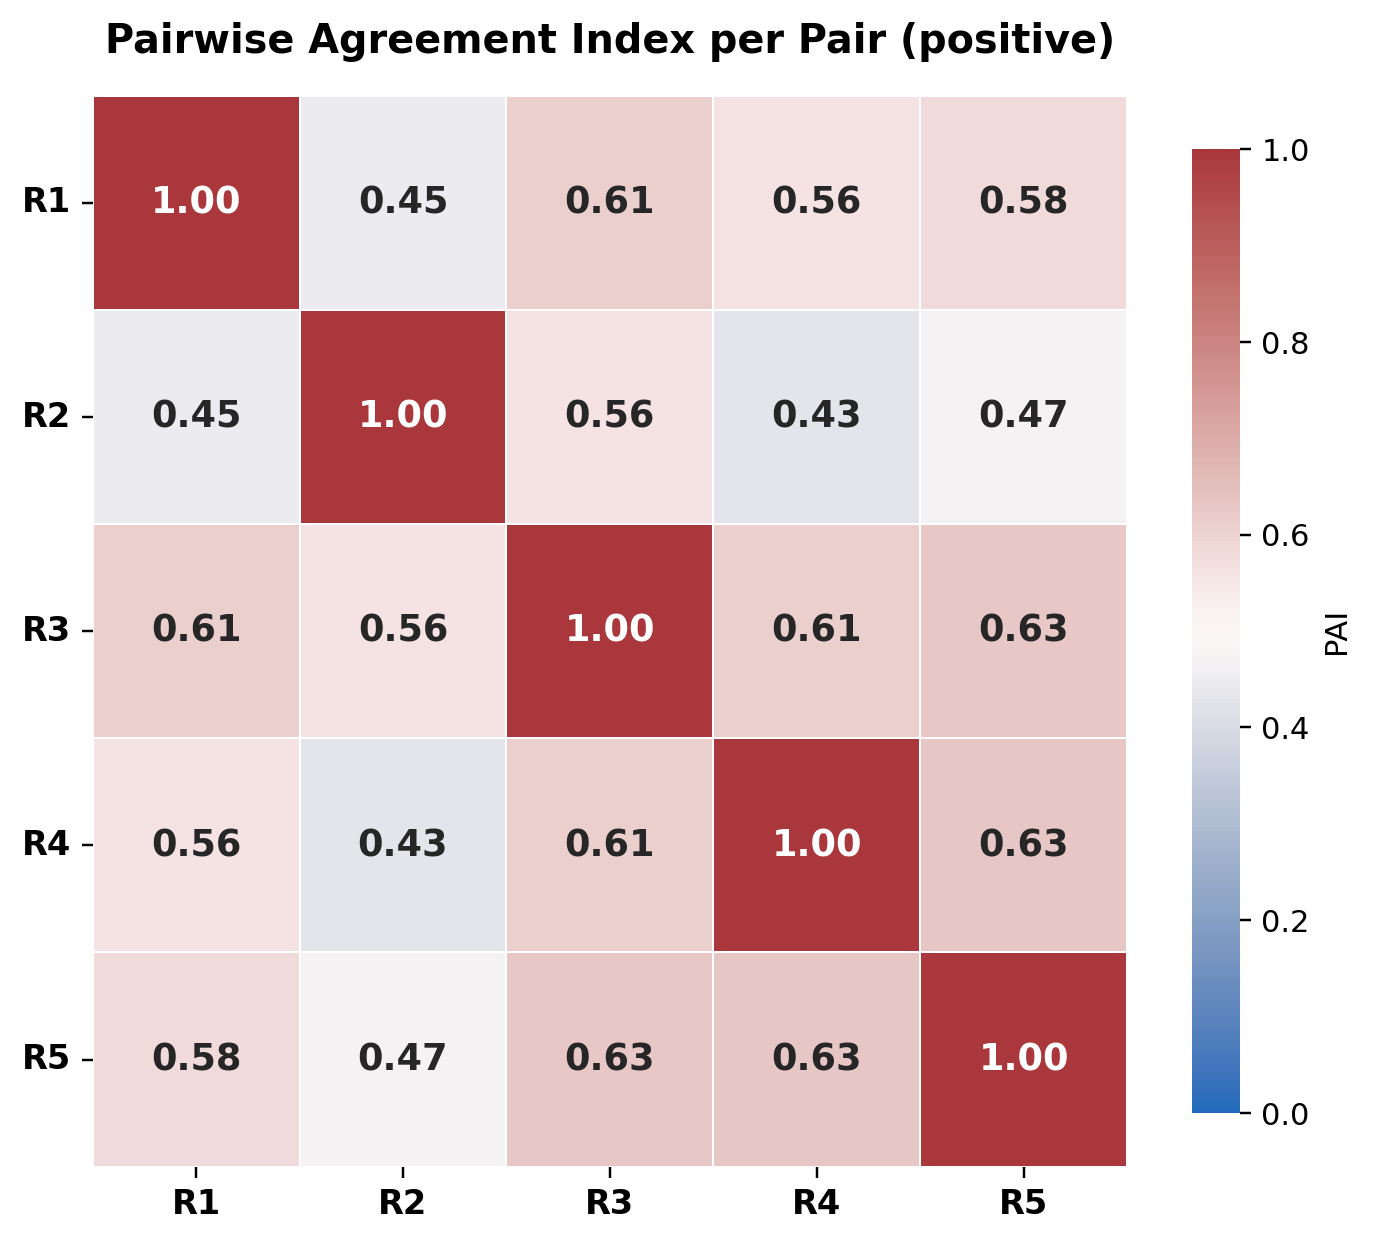 Pairwise Agreement Index per Pair (positive)
R1 1.00 0.45 0.61 0.56 0.58
R2 0.45 1.00 0.56 0.43 0.47
R3 0.61 0.56 1.00 0.61 0.63
R4 0.56 0.43 0.61 1.00 0.63
R5 0.58 0.47 0.63 0.63 1.00
R1 R2 R3 R4 R5
1.0
0.8
0.6
0.4
0.2
0.0
PAI